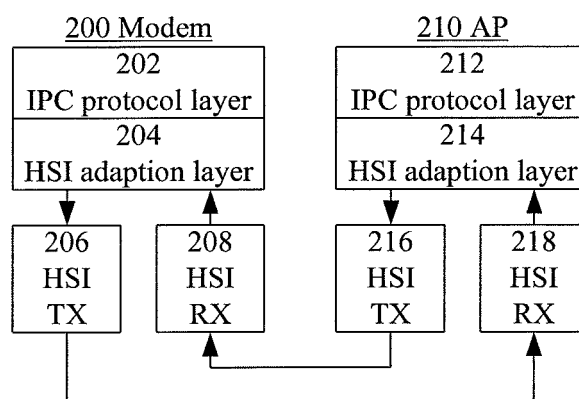 200 Modem
202
IPC protocol layer
204
HSI adaption layer
206
HSI
TX
208
HSI
RX
210 AP
212
IPC protocol layer
214
HSI adaption layer
216
HSI
TX
218
HSI
RX